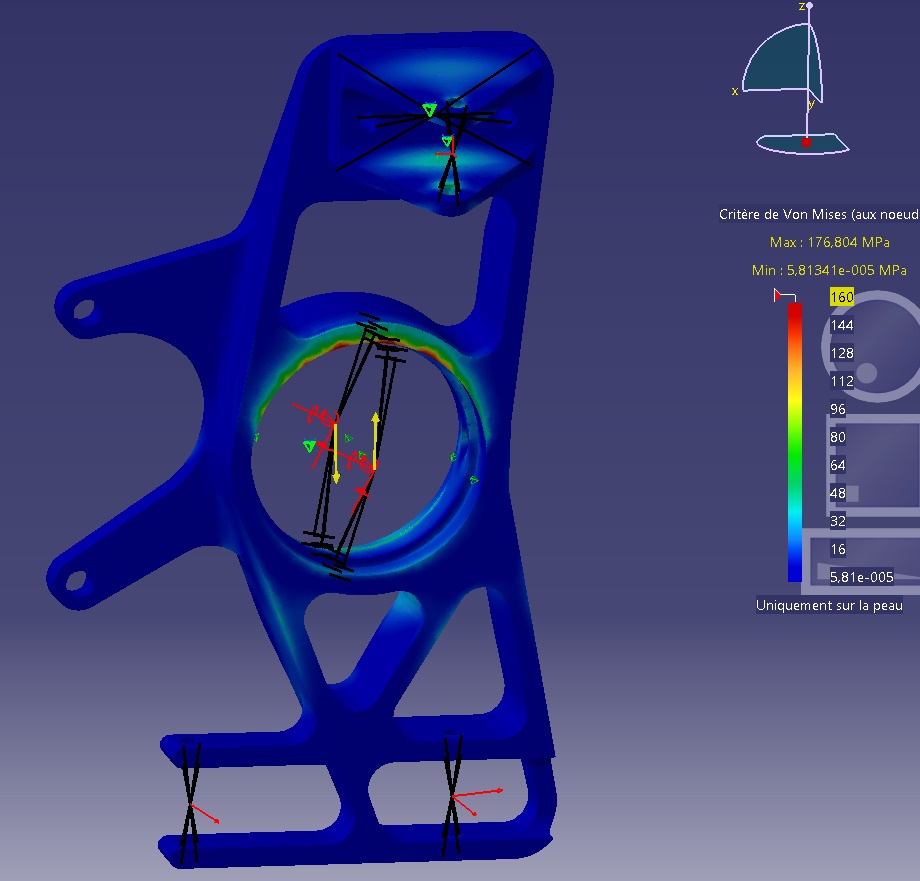 z
x
y
Critère de Von Mises (aux noeud
Max : 176,804 MPa
Min : 5,81341e-005 MPa
160
144
128
112
96
80
64
48
32
16
5,81e-005
Uniquement sur la peau